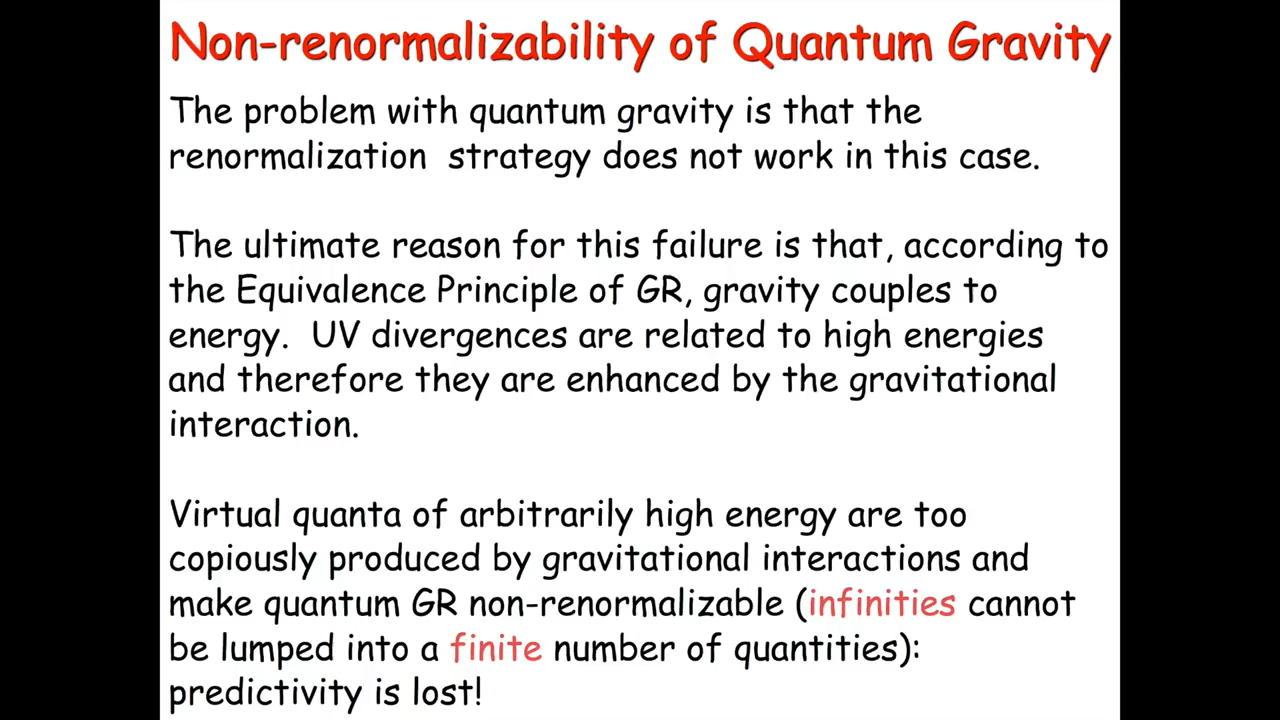 Non-renormalizability of Quantum Gravity
The problem with quantum gravity is that the
renormalization strategy does not work in this case.
The ultimate reason for this failure is that, according to
the Equivalence Principle of GR, gravity couples to
energy. UV divergences are related to high energies
and therefore they are enhanced by the gravitational
interaction.
Virtual quanta of arbitrarily high energy are too
copiously produced by gravitational interactions and
make quantum GR non-renormalizable (infinities cannot
be lumped into a finite number of quantities):
predictivity is lost!